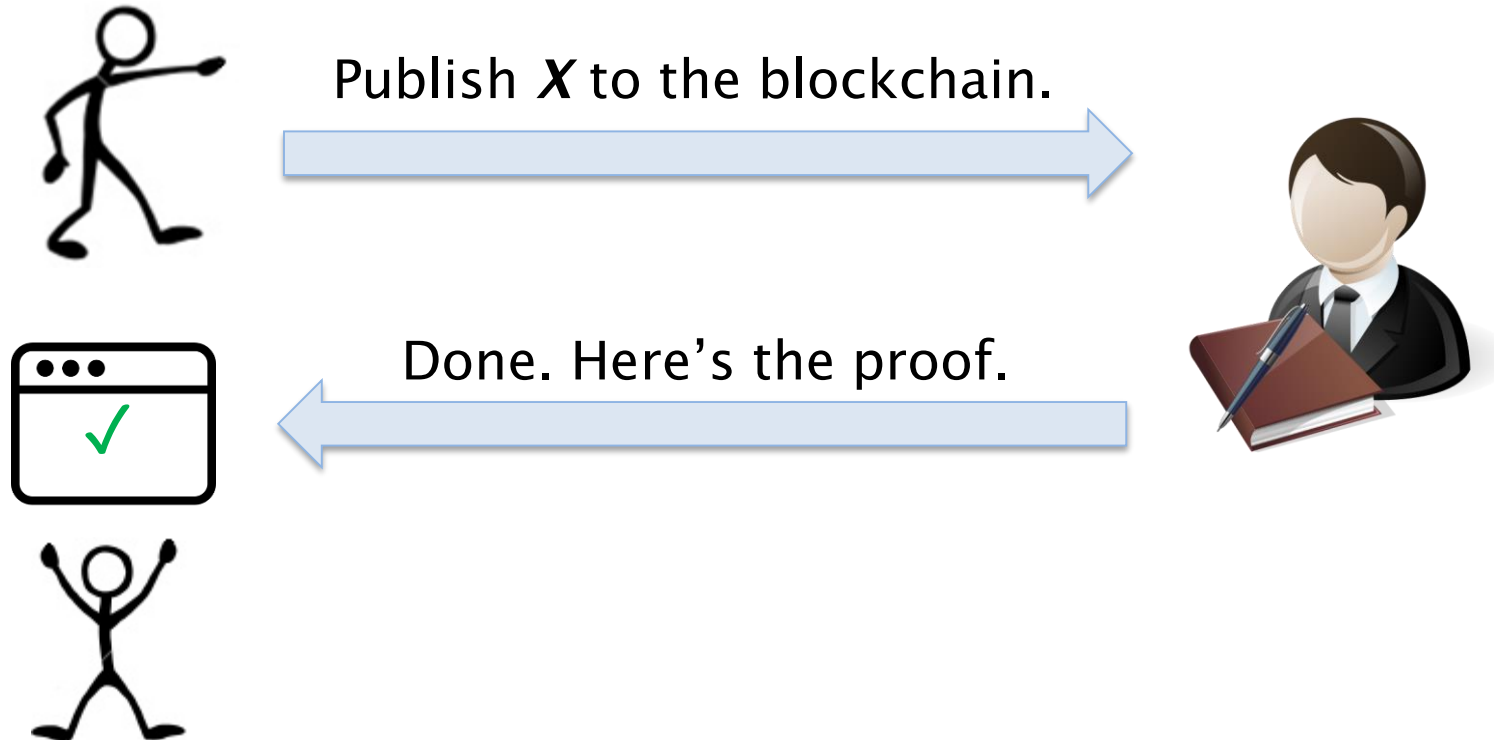 Publish X to the blockchain.
Done. Here’s the proof.